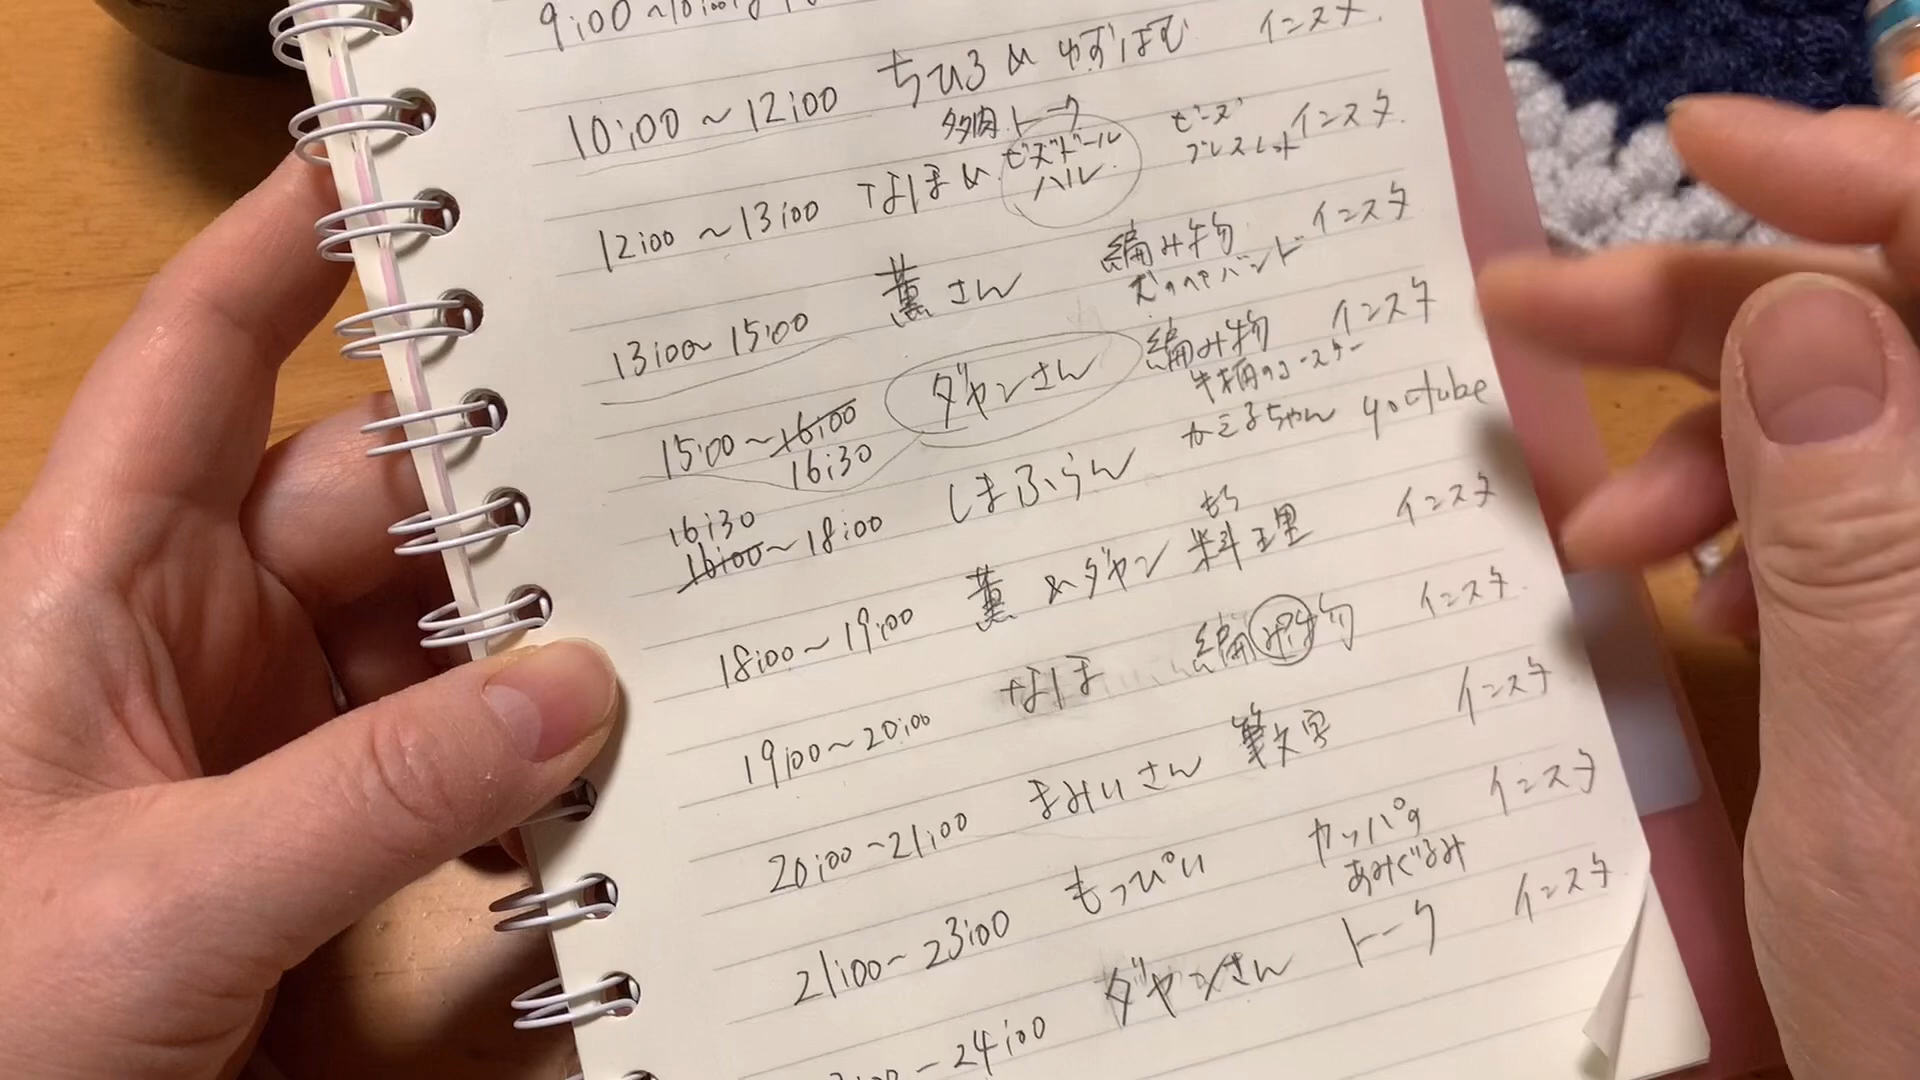 9:00~10:00
10:00~12:00 ちひろ&ゆずぽむ インスタ
多肉トーク
12:00~13:00 なほ& ビーズドール ハル ビーズ ブレスレット インスタ
13:00~15:00 薫さん 編み物 インスタ
ヘアバンド
15:00~16:00 ダヤンさん 編み物 インスタ
16:30 牛柄のコースター
16:30 しまふらん かえるちゃん youtube
16:00~18:00
18:00~19:00 薫&ダヤン 料理 インスタ
19:00~20:00 なほ 編み物 インスタ
20:00~21:00 まみいさん 筆文字 インスタ
21:00~23:00 もっぴい カッパの インスタ
あみぐるみ
24:00 ダヤンさん トーク インスタ